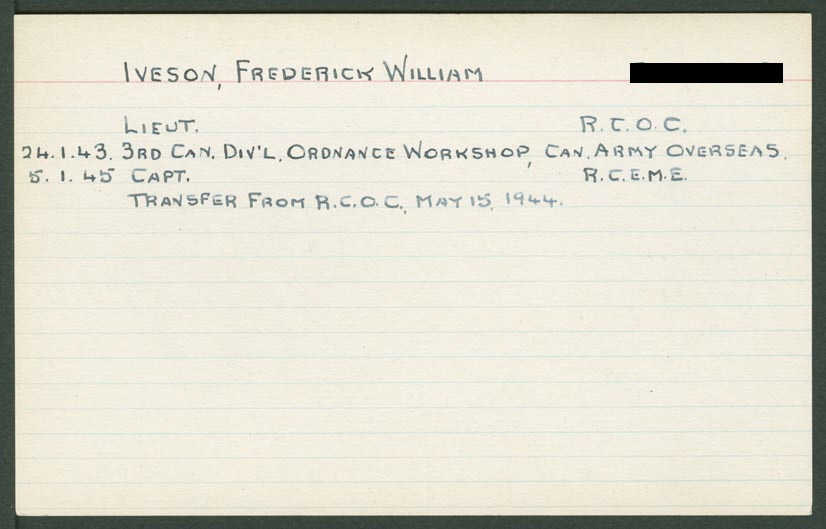 IVESON, FREDERICK WILLIAM
LIEUT. R.C.O.C.
24.1.43. 3RD CAN. DIV'L. ORDNANCE WORKSHOP, CAN. ARMY OVERSEAS.
5.1.45 CAPT. R.C.E.M.E.
TRANSFER FROM R.C.O.C., MAY 15, 1944.